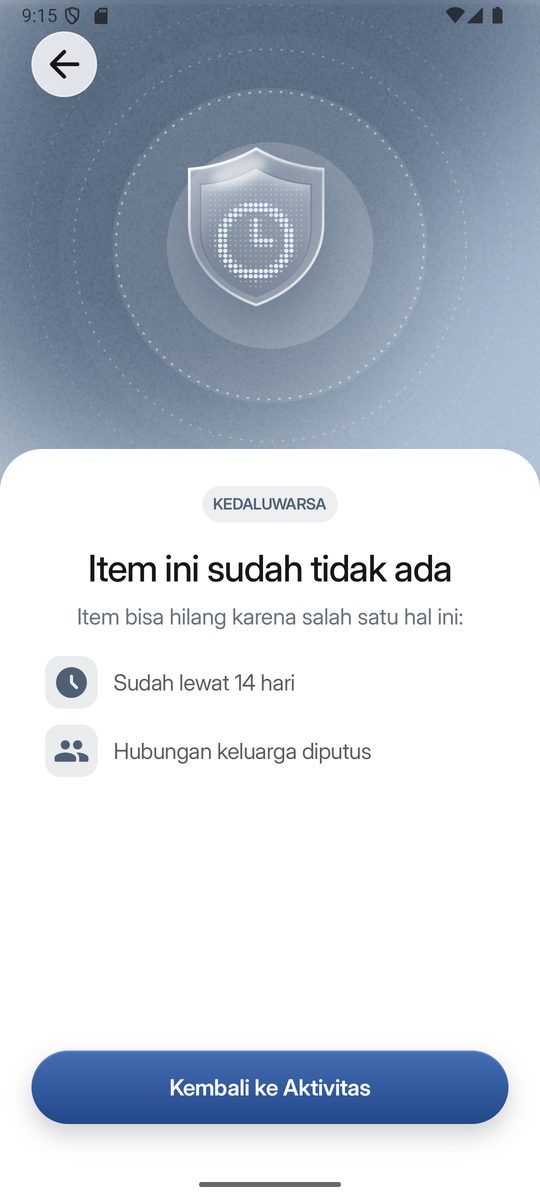 9:15
KEDALUWARSA
Item ini sudah tidak ada
Item bisa hilang karena salah satu hal ini:
Sudah lewat 14 hari
Hubungan keluarga diputus
Kembali ke Aktivitas